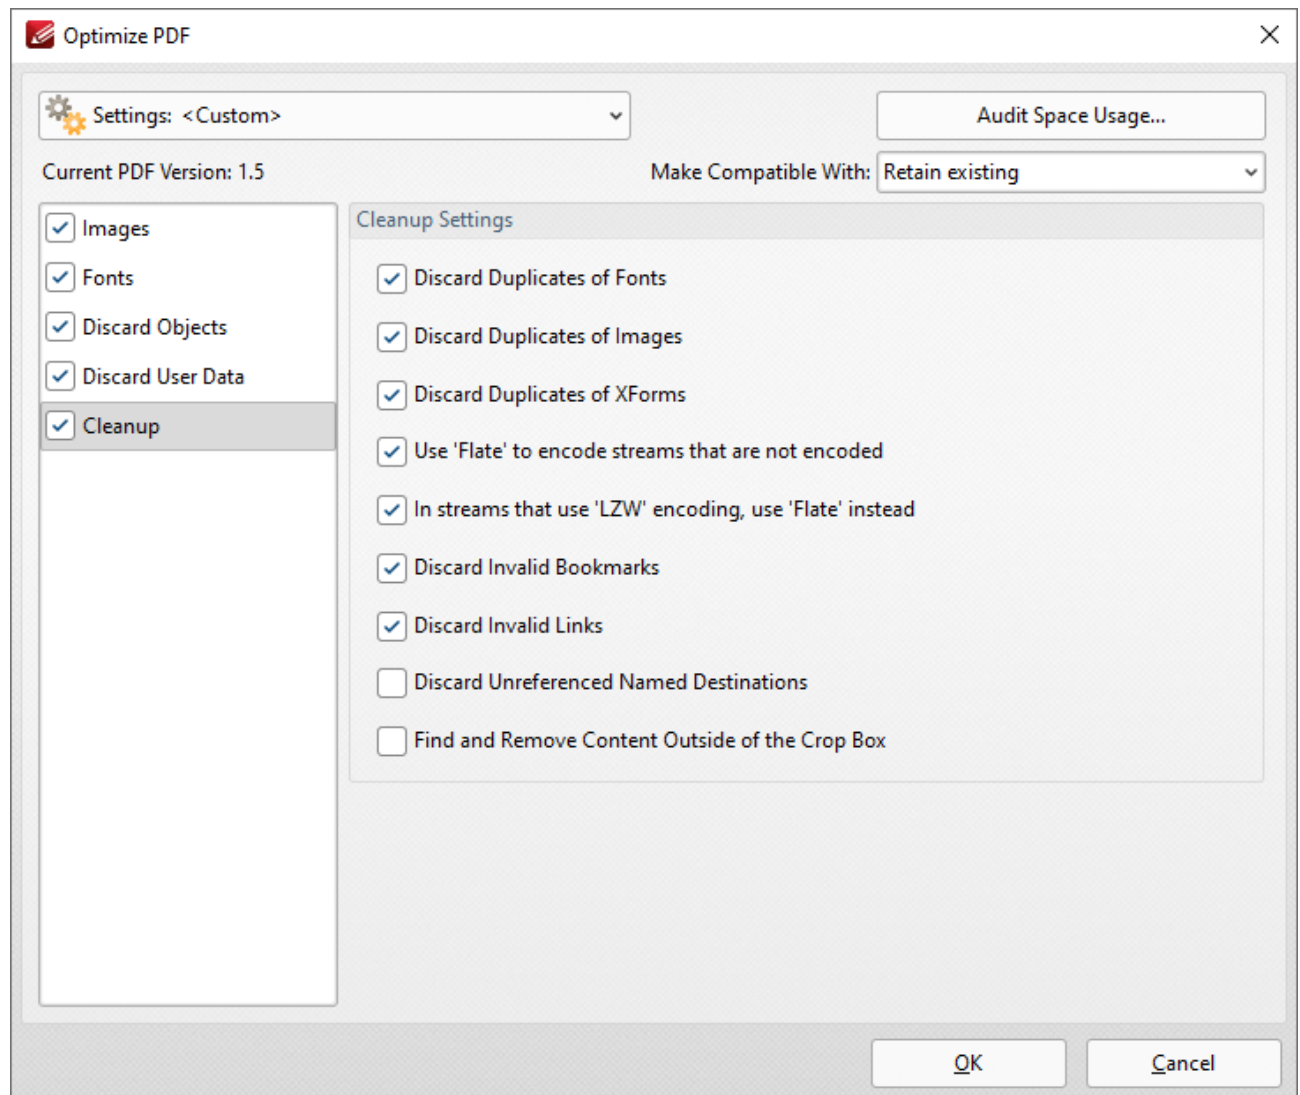 Optimize PDF
Settings: <Custom>
Audit Space Usage...
Current PDF Version: 1.5
Make Compatible With: Retain existing
Images
Fonts
Discard Objects
Discard User Data
Cleanup
Cleanup Settings
Discard Duplicates of Fonts
Discard Duplicates of Images
Discard Duplicates of XForms
Use 'Flate' to encode streams that are not encoded
In streams that use 'LZW' encoding, use 'Flate' instead
Discard Invalid Bookmarks
Discard Invalid Links
Discard Unreferenced Named Destinations
Find and Remove Content Outside of the Crop Box
OK
Cancel